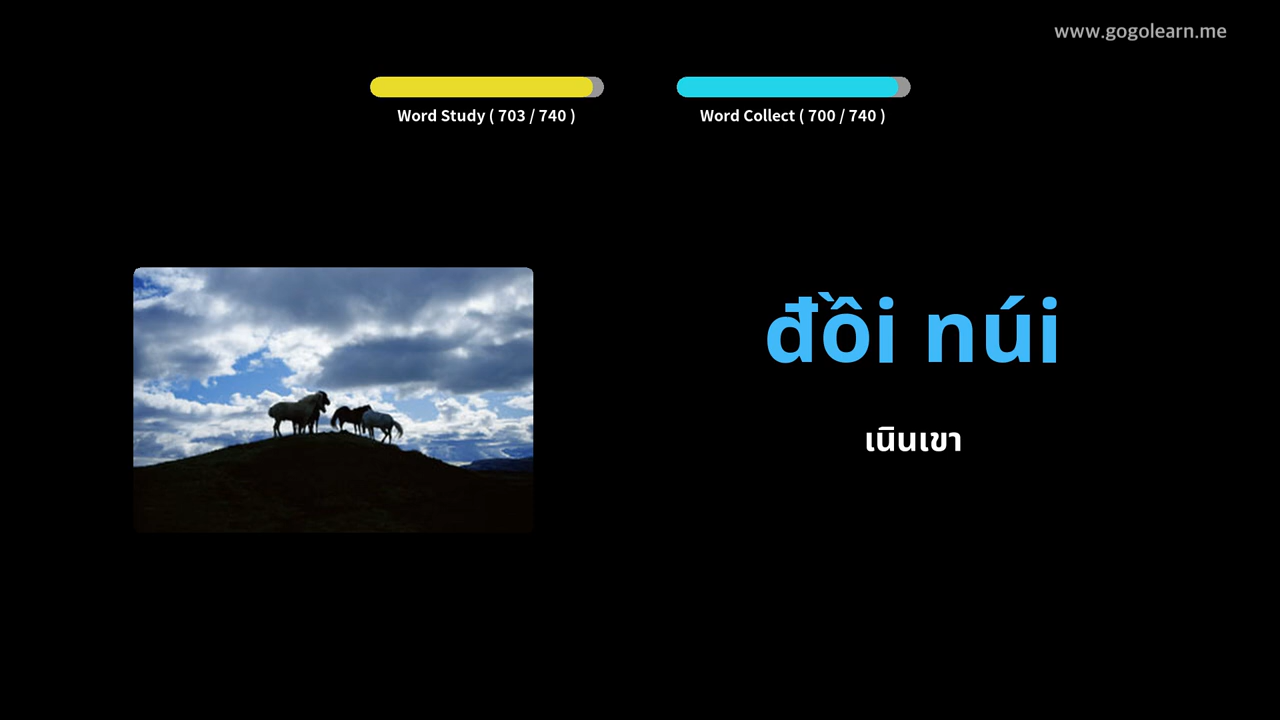 www.gogolearn.me
Word Study ( 703 / 740 )
Word Collect ( 700 / 740 )
đồi núi
เนินเขา